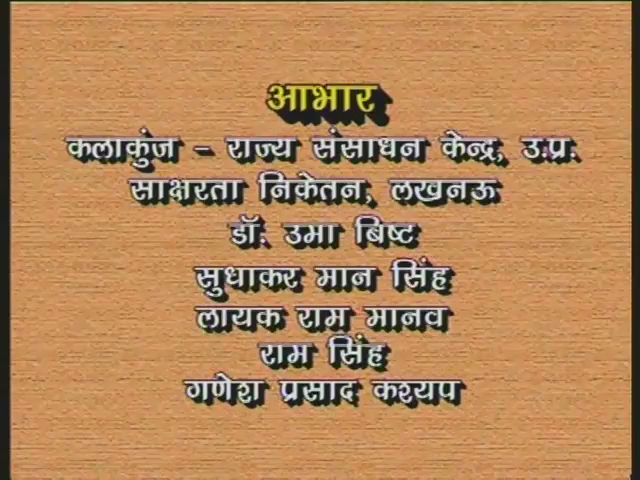 आभार
कलाकुंज – राज्य संसाधन केन्द्र, उ.प्र.
साक्षरता निकेतन, लखनऊ
डॉ. उमा बिष्ट
सुधाकर मान सिंह
लायक राम मानव
राम सिंह
गणेश प्रसाद कश्यप